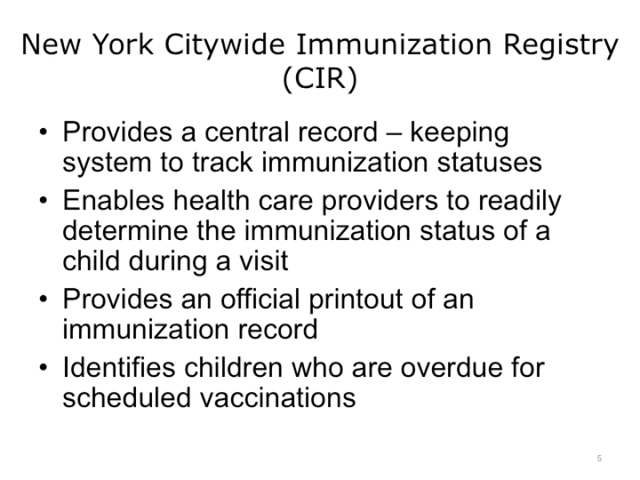 New York Citywide Immunization Registry
(CIR)
• Provides a central record – keeping
system to track immunization statuses
• Enables health care providers to readily
determine the immunization status of a
child during a visit
• Provides an official printout of an
immunization record
• Identifies children who are overdue for
scheduled vaccinations
5